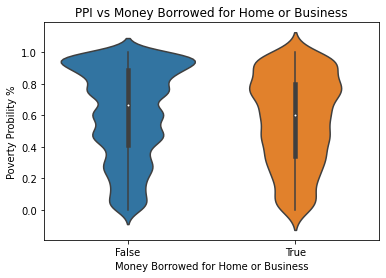 PPI vs Money Borrowed for Home or Business
Poverty Probility %
1.0
0.8
0.6
0.4
0.2
0.0
False
True
Money Borrowed for Home or Business